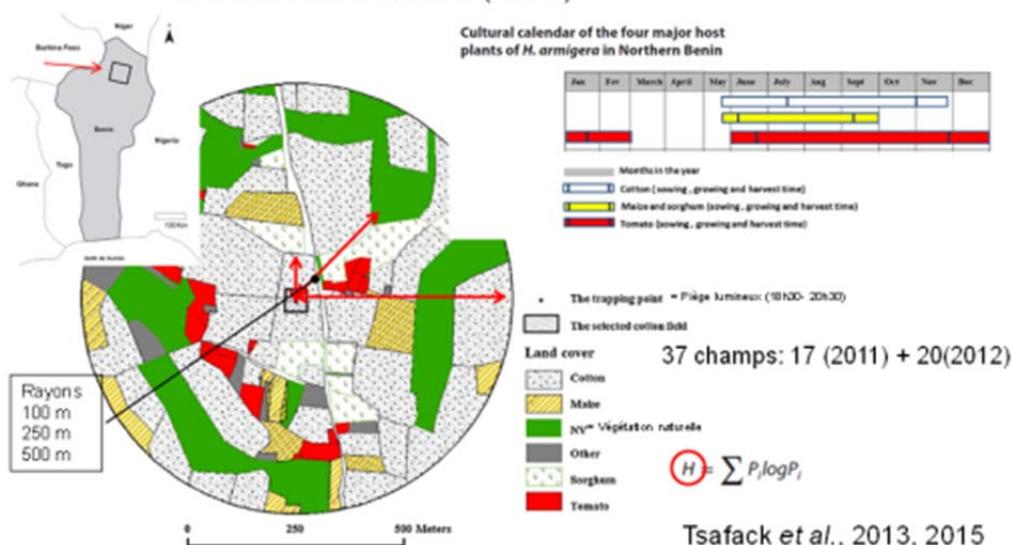 Cultural calendar of the four major host
plants of H. armigera in Northern Benin
Niger
Burkina Faso
Benin
Nigeria
Togo
Ghana
100 Km
Jan Fev March April May June July Aug Sept Oct Nov Dec
Months in the year
Cotton (sowing, growing and harvest time)
Maize and sorghum (sowing, growing and harvest time)
Tomato (sowing, growing and harvest time)
The trapping point = Piège lumineux (18h30- 20h30)
The selected cotton field
Land cover
37 champs: 17 (2011) + 20(2012)
Cotton
Maize
NV= Végétation naturelle
Other
Sorghum
Tomato
H = ∑ PilogPi
Rayons
100 m
250 m
500 m
0 250 500 Meters
Tsafack et al., 2013, 2015